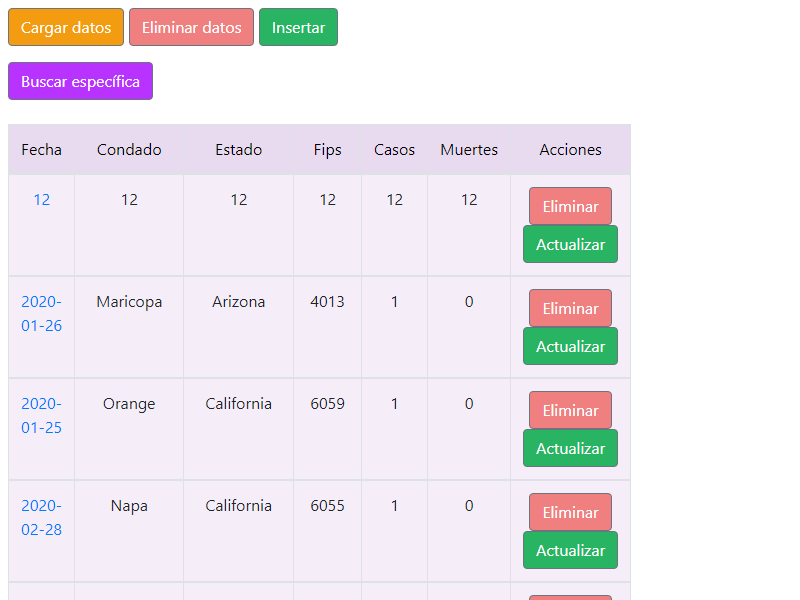 Cargar datos Eliminar datos Insertar
Buscar específica
Fecha Condado Estado Fips Casos Muertes Acciones
12 12 12 12 12 12 Eliminar
Actualizar
2020- Maricopa Arizona 4013 1 0 Eliminar
01-26 Actualizar
2020- Orange California 6059 1 0 Eliminar
01-25 Actualizar
2020- Napa California 6055 1 0 Eliminar
02-28 Actualizar